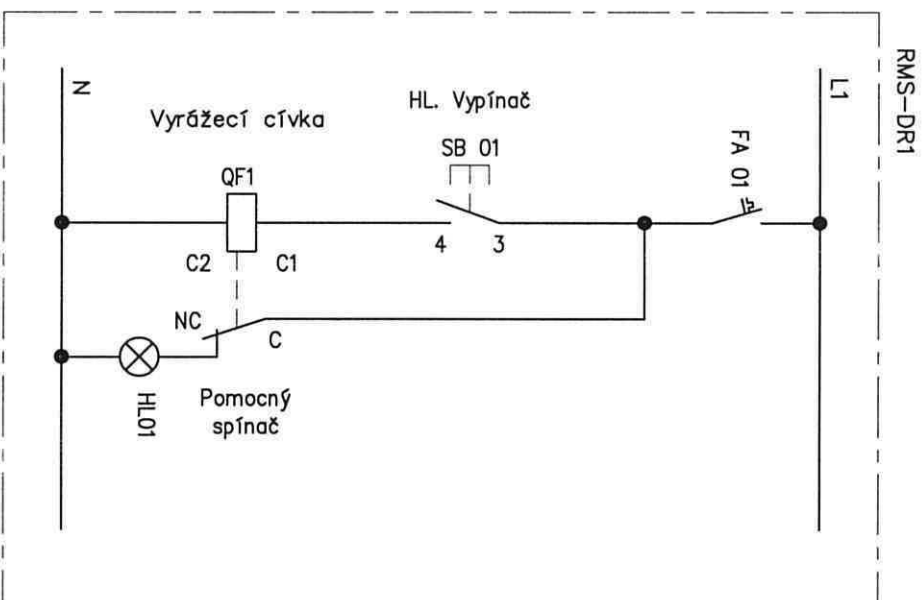 RMS-DR1
N
L1
Vyrážecí cívka
HL. Vypínač
SB 01
FA 01
QF1
4
3
C2
C1
NC
C
HL01
Pomocný
spínač